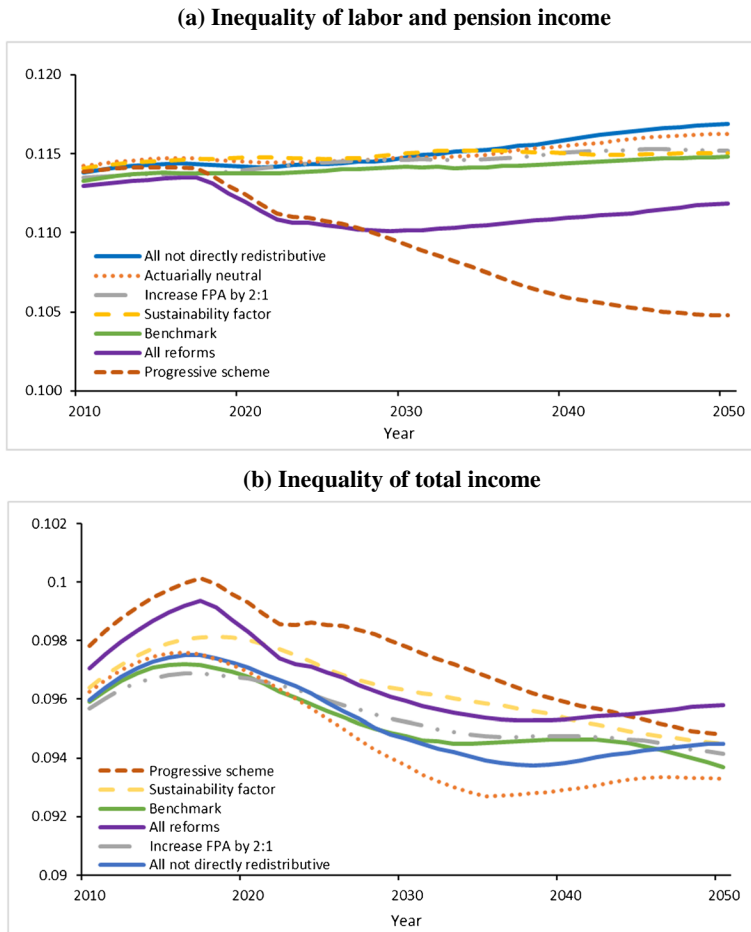 (a) Inequality of labor and pension income
0.120
0.115
0.110
0.105
0.100
All not directly redistributive
Actuarially neutral
Increase FPA by 2:1
Sustainability factor
Benchmark
All reforms
Progressive scheme
2010 2020 2030 2040 2050
Year
(b) Inequality of total income
0.102
0.1
0.098
0.096
0.094
0.092
0.09
Progressive scheme
Sustainability factor
Benchmark
All reforms
Increase FPA by 2:1
All not directly redistributive
2010 2020 2030 2040 2050
Year